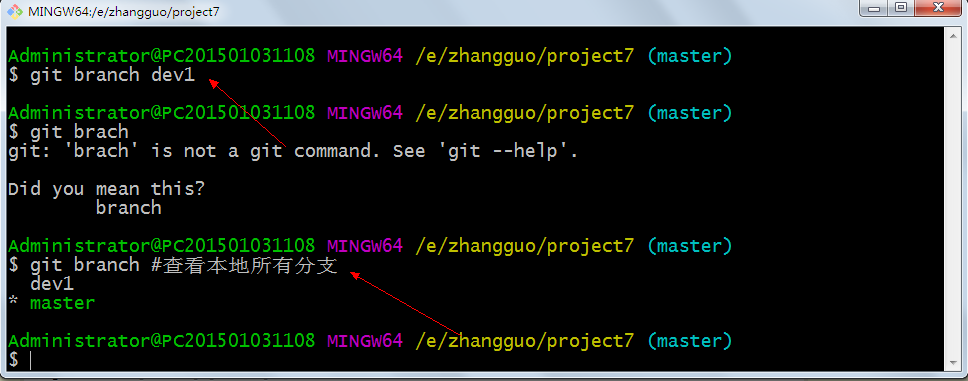 MINGW64:/e/zhangguo/project7
Administrator@PC201501031108 MINGW64 /e/zhangguo/project7 (master)
$ git branch dev1
Administrator@PC201501031108 MINGW64 /e/zhangguo/project7 (master)
$ git brach
git: 'brach' is not a git command. See 'git --help'.
Did you mean this?
branch
Administrator@PC201501031108 MINGW64 /e/zhangguo/project7 (master)
$ git branch #查看本地所有分支
dev1
* master
Administrator@PC201501031108 MINGW64 /e/zhangguo/project7 (master)
$